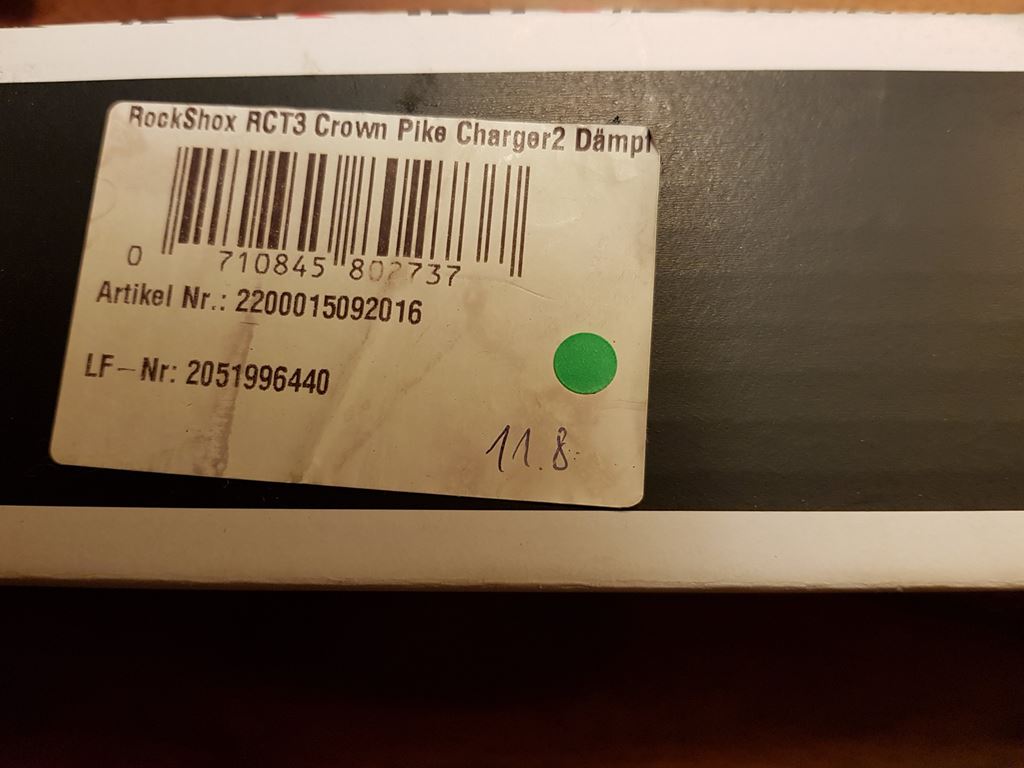 RockShox RCT3 Crown Pike Charger2 Dämpf
0 710845 802737
Artikel Nr.: 2200015092016
LF-Nr: 2051996440
11.8